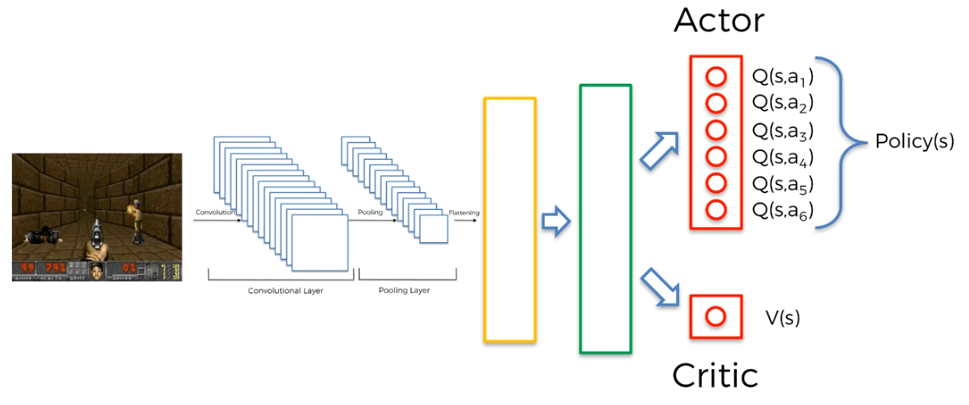 Actor
Q(s,a1)
Q(s,a2)
Q(s,a3)
Q(s,a4)
Q(s,a5)
Q(s,a6)
Policy(s)
Convolution
Pooling
Flattening
Convolutional Layer
Pooling Layer
V(s)
Critic